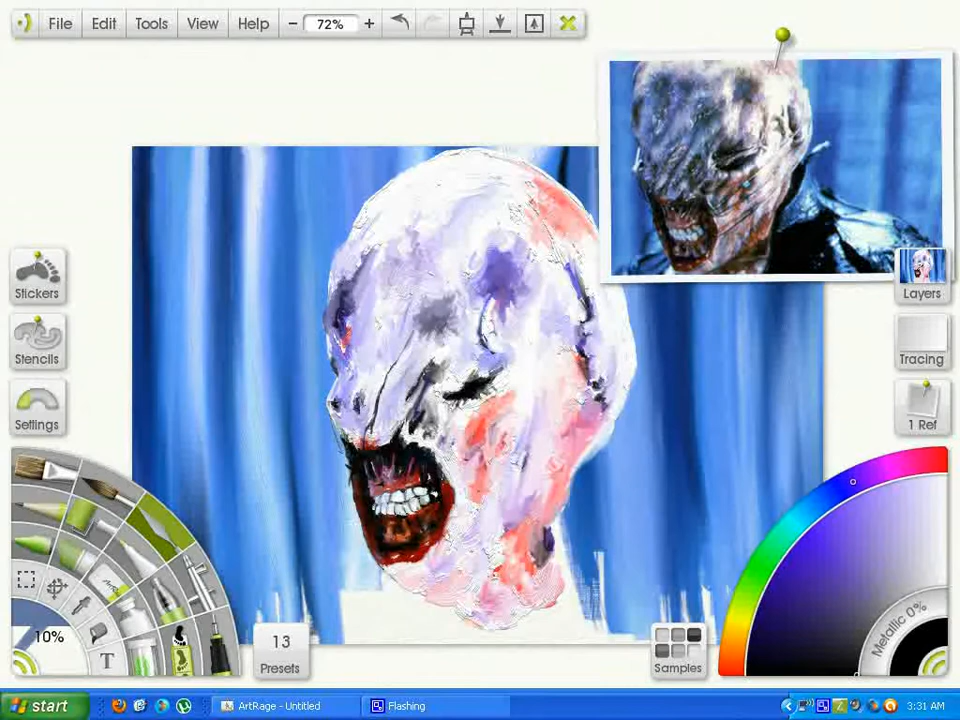 File Edit Tools View Help − 72% +
Stickers
Stencils
Settings
Layers
Tracing
1 Ref
10%
T
13
Presets
Samples
Metallic 0%
start ArtRage - Untitled Flashing 3:31 AM